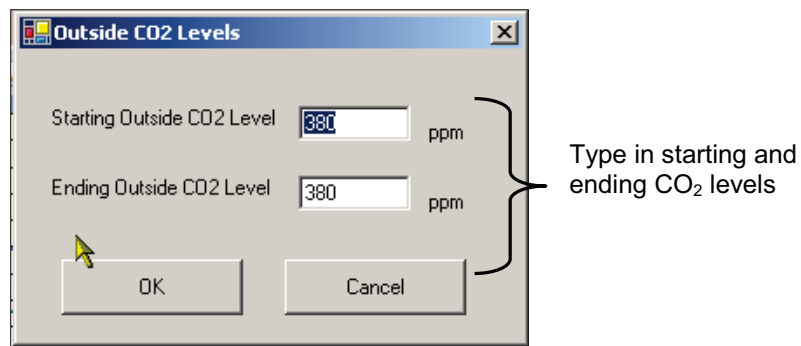 Outside CO2 Levels
Starting Outside CO2 Level 380 ppm
Ending Outside CO2 Level 380 ppm
OK Cancel
Type in starting and
ending CO₂ levels